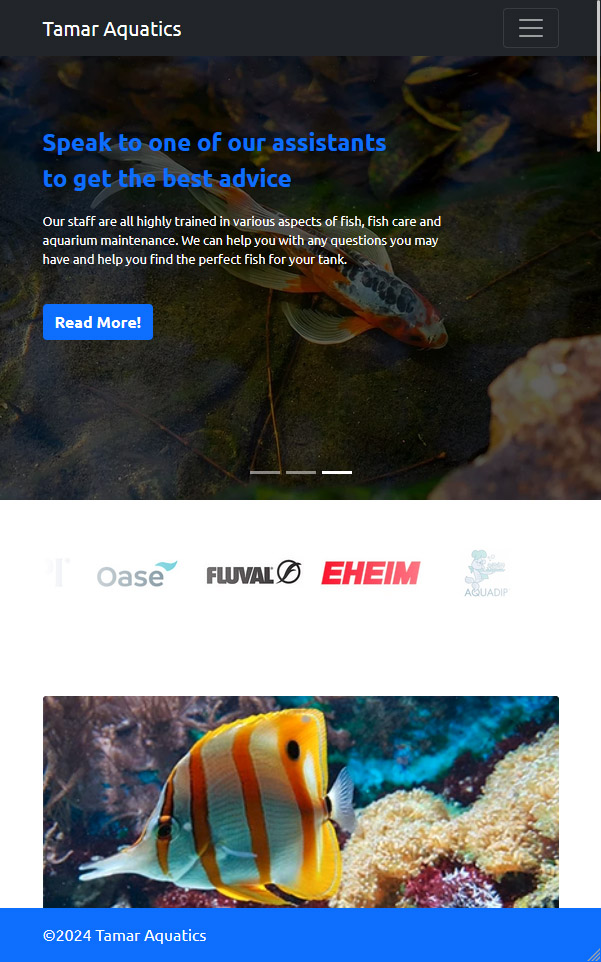 Tamar Aquatics
Speak to one of our assistants
to get the best advice
Our staff are all highly trained in various aspects of fish, fish care and
aquarium maintenance. We can help you with any questions you may
have and help you find the perfect fish for your tank.
Read More!
Oase
FLUVAL
EHEIM
AQUADIP
©2024 Tamar Aquatics